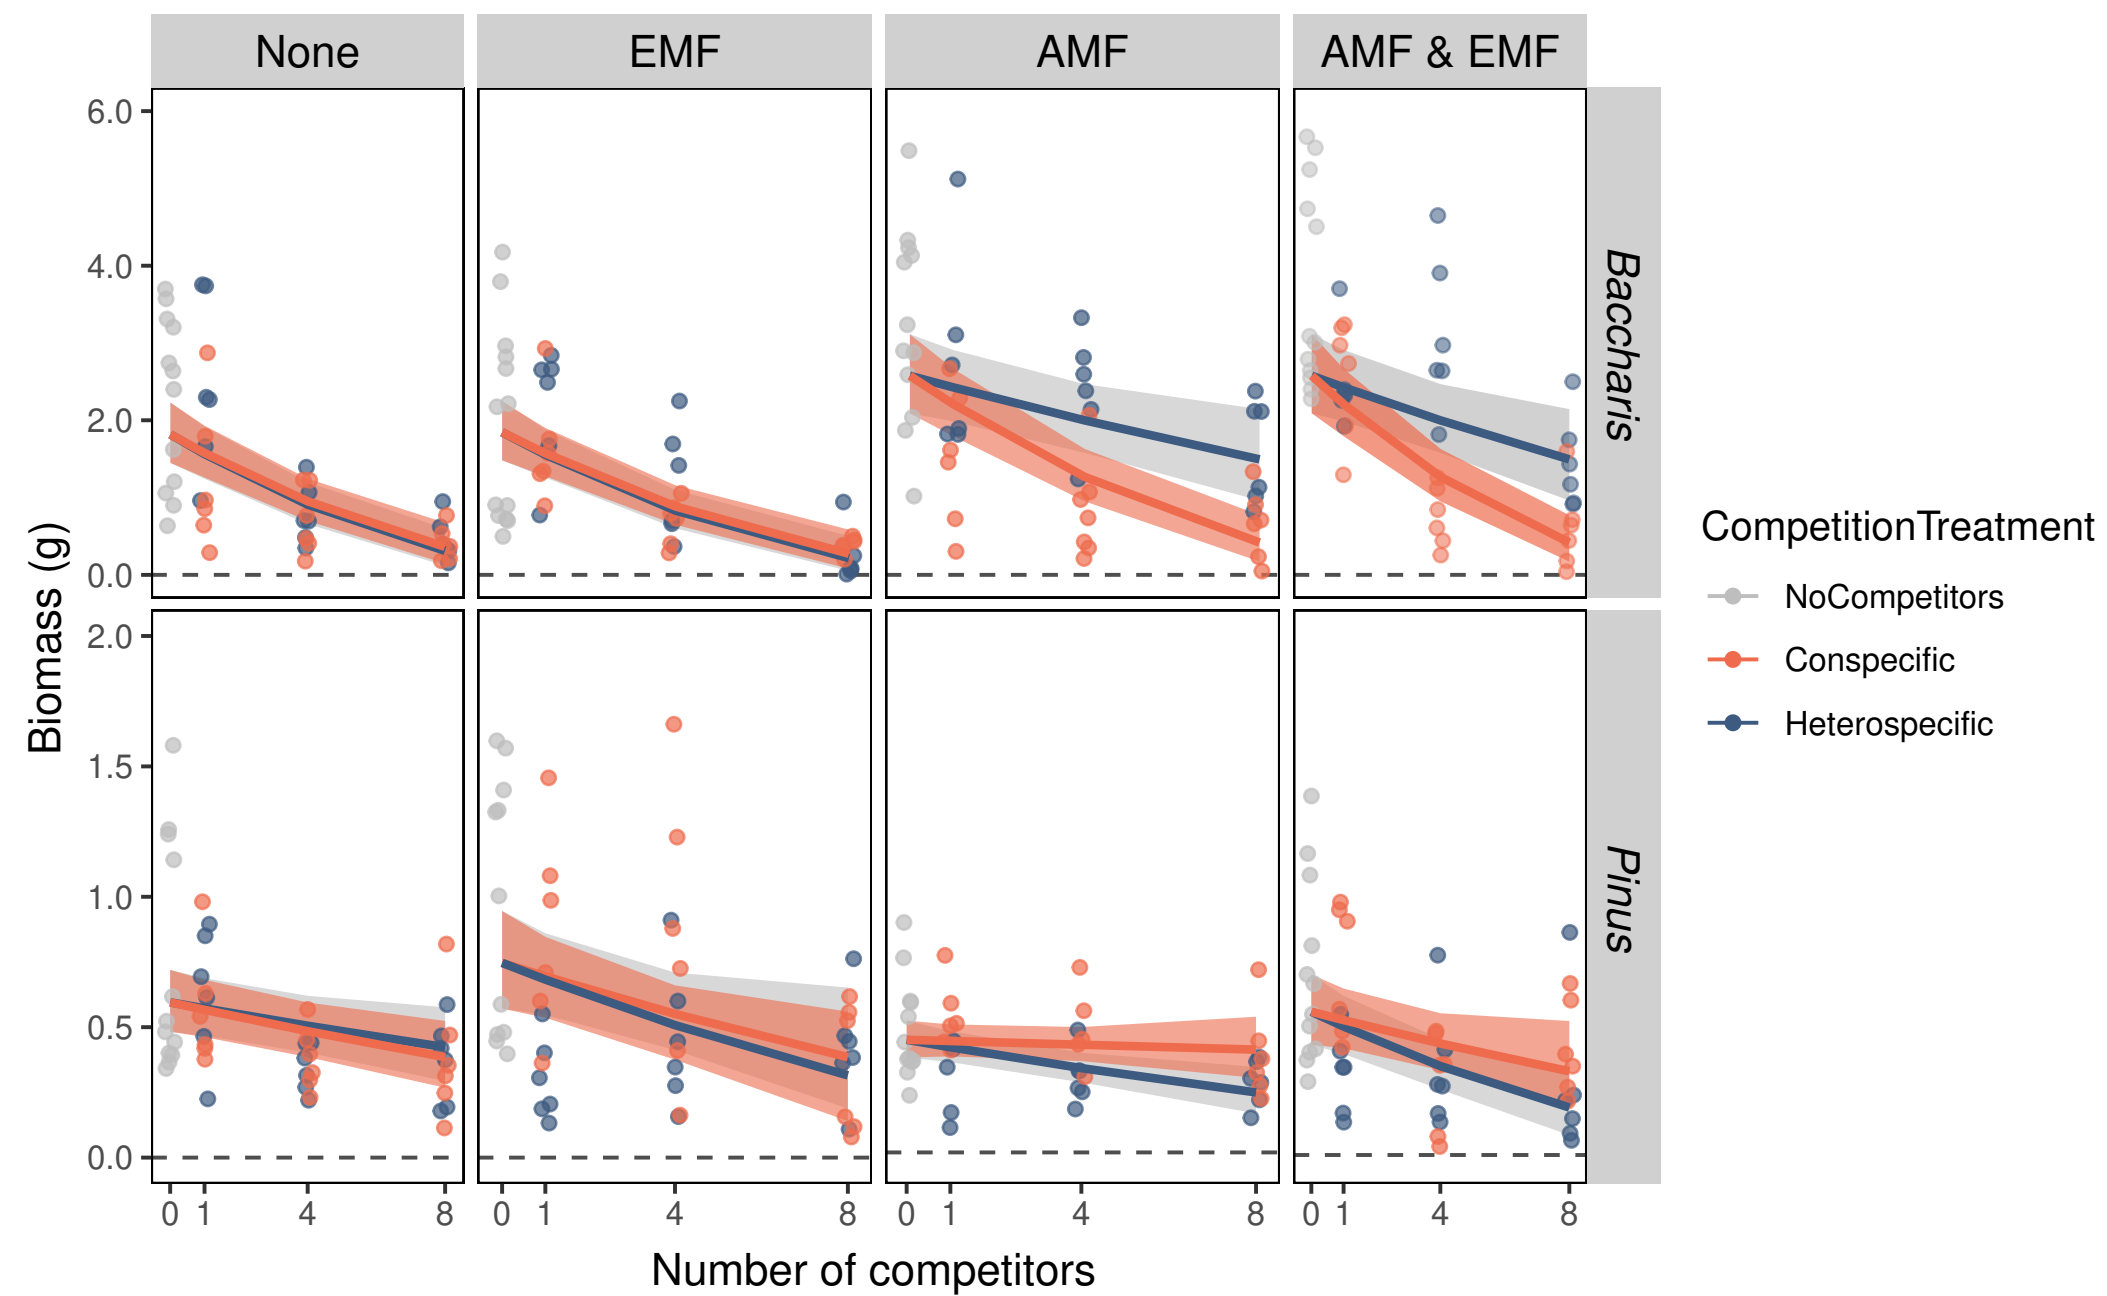 None
EMF
AMF
AMF & EMF
6.0
4.0
2.0
0.0
Baccharis
2.0
1.5
1.0
0.5
0.0
Pinus
0 1 4 8
0 1 4 8
0 1 4 8
0 1 4 8
Number of competitors
Biomass (g)
CompetitionTreatment
NoCompetitors
Conspecific
Heterospecific